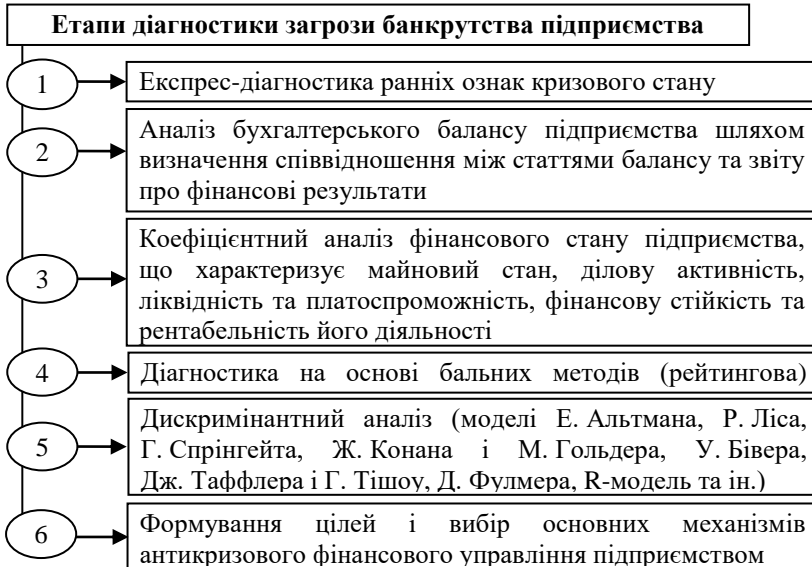 Етапи діагностики загрози банкрутства підприємства
1
Експрес-діагностика ранніх ознак кризового стану
2
Аналіз бухгалтерського балансу підприємства шляхом
визначення співвідношення між статтями балансу та звіту
про фінансові результати
3
Коефіцієнтний аналіз фінансового стану підприємства,
що характеризує майновий стан, ділову активність,
ліквідність та платоспроможність, фінансову стійкість та
рентабельність його діяльності
4
Діагностика на основі бальних методів (рейтингова)
5
Дискримінантний аналіз (моделі Е. Альтмана, Р. Ліса,
Г. Спрінгейта, Ж. Конана і М. Гольдера, У. Бівера,
Дж. Таффлера і Г. Тішоу, Д. Фулмера, R-модель та ін.)
6
Формування цілей і вибір основних механізмів
антикризового фінансового управління підприємством